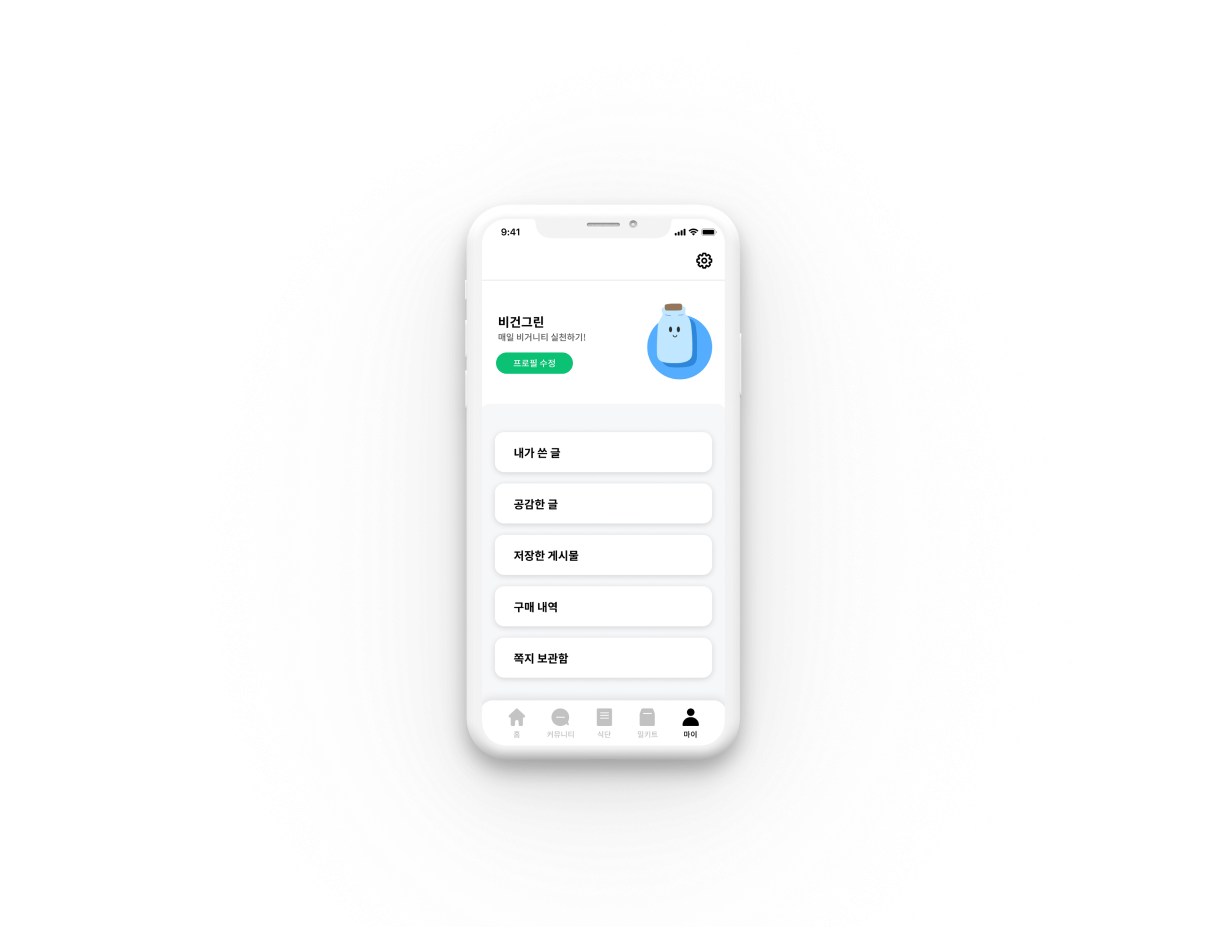 9:41
비건그린
매일 비거니티 실천하기!
프로필 수정
내가 쓴 글
공감한 글
저장한 게시물
구매 내역
쪽지 보관함
홈
커뮤니티
식단
밀키트
마이